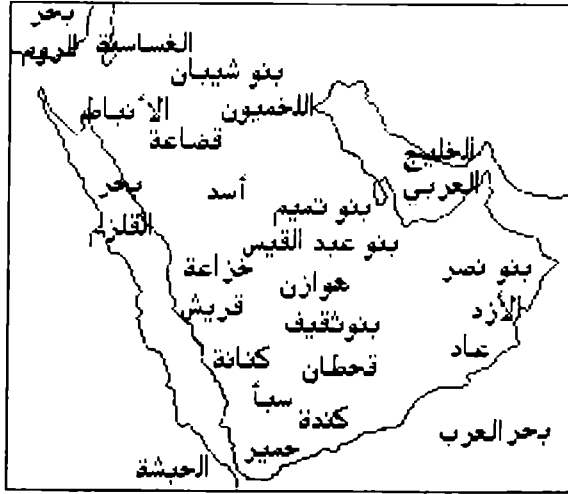 بحر
الروم
الغساسنة
بنو شيبان
الأنباط
اللخميون
قضاعة
الخليج
العربي
بحر
القلزم
أسد
بنو تميم
بنو عبد القيس
خزاعة
هوازن
بنو نصر
قريش
الأزد
بنو ثقيف
عاد
كنانة
قحطان
سبأ
كندة
حمير
بحر العرب
الحبشة